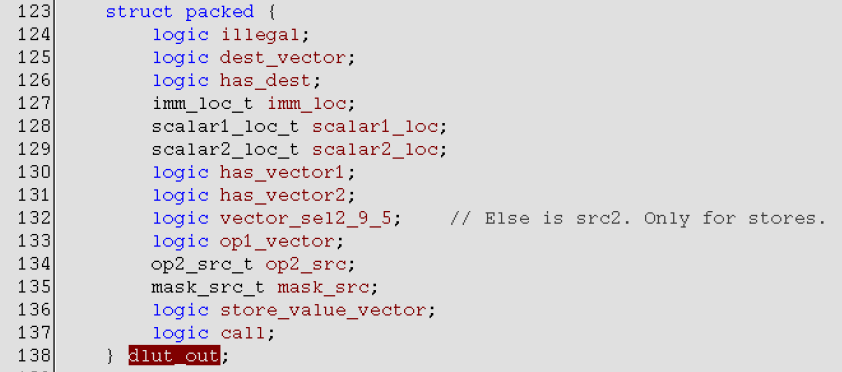 123 struct packed {
124 logic illegal;
125 logic dest_vector;
126 logic has_dest;
127 imm_loc_t imm_loc;
128 scalar1_loc_t scalar1_loc;
129 scalar2_loc_t scalar2_loc;
130 logic has_vector1;
131 logic has_vector2;
132 logic vector_sel2_9_5; // Else is src2. Only for stores.
133 logic op1_vector;
134 op2_src_t op2_src;
135 mask_src_t mask_src;
136 logic store_value_vector;
137 logic call;
138 } dlut_out;